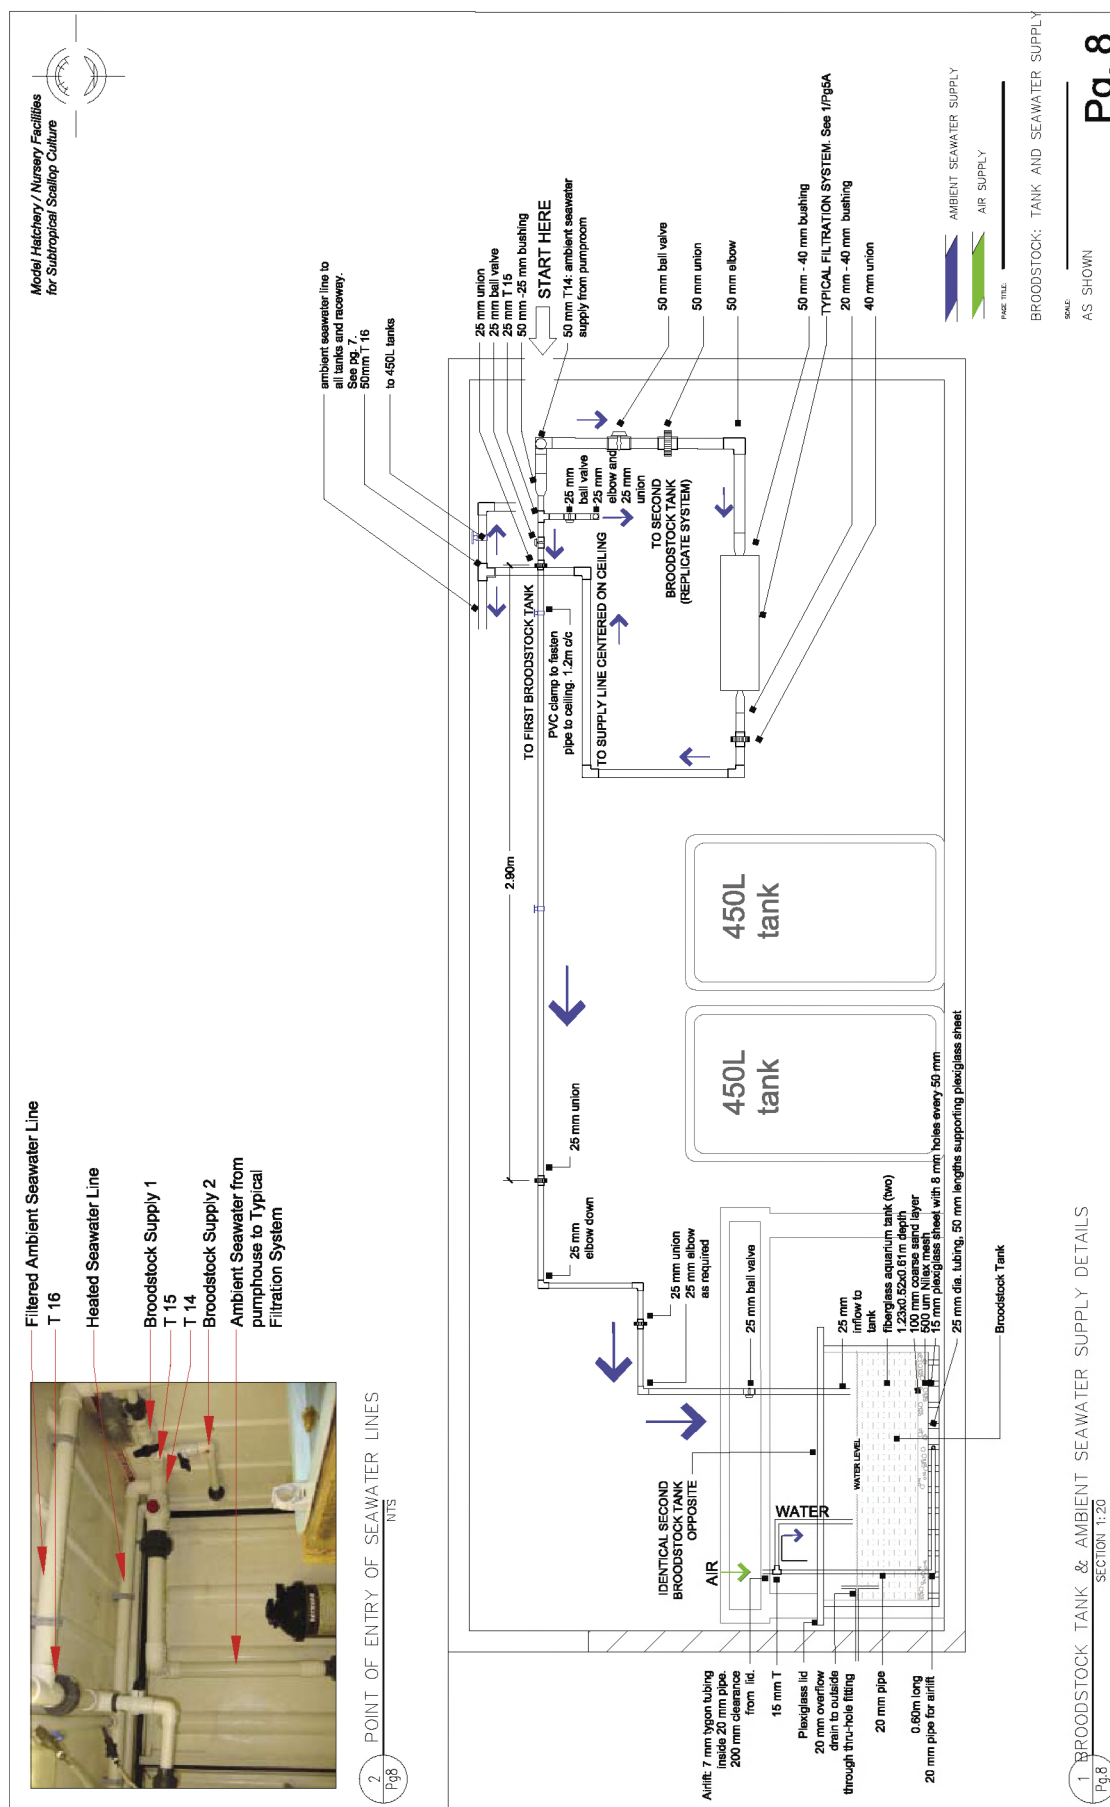 Model Hatchery / Nursery Facilities
for Subtropical Scallop Culture
Filtered Ambient Seawater Line
T 16
Heated Seawater Line
Broodstock Supply 1
T 15
T 14
Broodstock Supply 2
Ambient Seawater from
pumphouse to Typical
Filtration System
2
Pg8
POINT OF ENTRY OF SEAWATER LINES
NTS
ambient seawater line to
all tanks and raceway.
See pg. 7.
50mm T 16
to 450L tanks
25 mm union
25 mm ball valve
25 mm T 15
50 mm -25 mm bushing
START HERE
50 mm T14: ambient seawater
supply from pumproom
50 mm ball valve
50 mm union
50 mm elbow
50 mm - 40 mm bushing
TYPICAL FILTRATION SYSTEM. See 1/Pg5A
20 mm - 40 mm bushing
40 mm union
25 mm
ball valve
25 mm
elbow and
25 mm
union
TO SECOND
BROODSTOCK TANK
(REPLICATE SYSTEM)
TO FIRST BROODSTOCK TANK
PVC clamp to fasten
pipe to ceiling. 1.2m c/c
TO SUPPLY LINE CENTERED ON CEILING
2.90m
450L
tank
450L
tank
25 mm union
25 mm
elbow down
25 mm union
25 mm elbow
as required
25 mm ball valve
25 mm
inflow to
tank
fiberglass aquarium tank (two)
1.23x0.52x0.61m depth
100 mm coarse sand layer
500 um Nitex mesh
15 mm plexiglass sheet with 8 mm holes every 50 mm
25 mm dia. tubing, 50 mm lengths supporting plexiglass sheet
Broodstock Tank
WATER LEVEL
IDENTICAL SECOND
BROODSTOCK TANK
OPPOSITE
AIR
WATER
Airlift: 7 mm tygon tubing
inside 20 mm pipe.
200 mm clearance
from lid.
15 mm T
Plexiglass lid
20 mm overflow
drain to outside
through thru-hole fitting
20 mm pipe
0.60m long
20 mm pipe for airlift
1
Pg.8
BROODSTOCK TANK & AMBIENT SEAWATER SUPPLY DETAILS
SECTION 1:20
AMBIENT SEAWATER SUPPLY
AIR SUPPLY
PAGE TITLE:
BROODSTOCK: TANK AND SEAWATER SUPPLY
SCALE:
AS SHOWN
Pg. 8